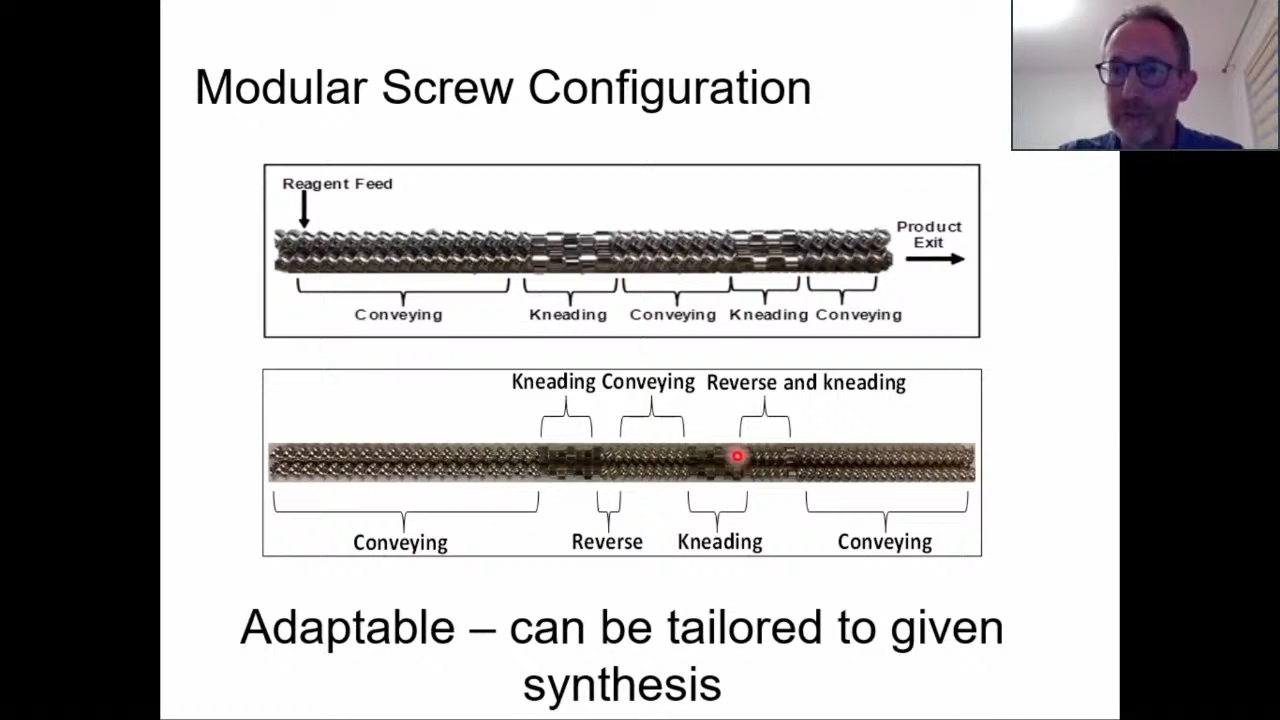 Modular Screw Configuration
Reagent Feed
Product
Exit
Conveying Kneading Conveying Kneading Conveying
Kneading Conveying Reverse and kneading
Conveying Reverse Kneading Conveying
Adaptable – can be tailored to given
synthesis